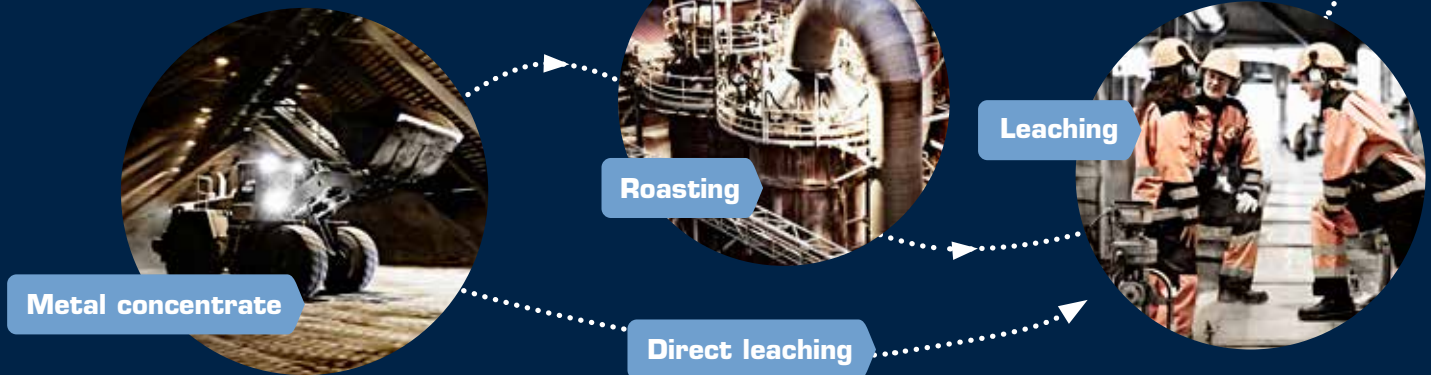 Metal concentrate
Roasting
Direct leaching
Leaching